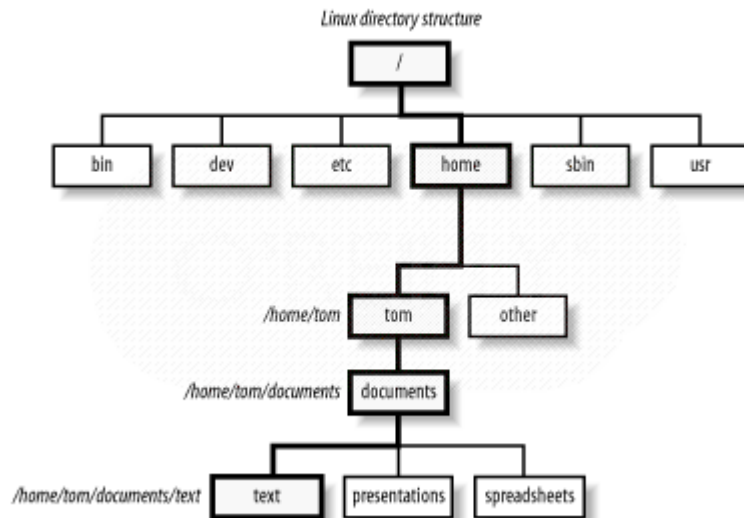 Linux directory structure
/
bin dev etc home sbin usr
/home/tom tom other
/home/tom/documents documents
/home/tom/documents/text text presentations spreadsheets